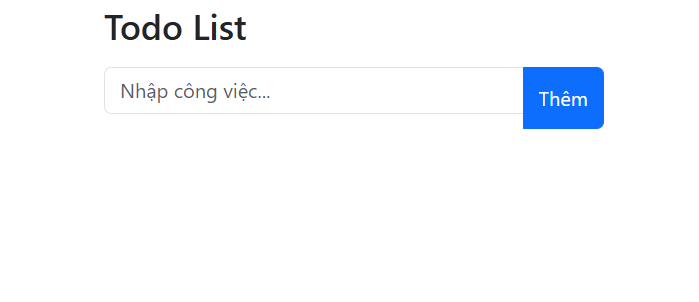 Todo List
Nhập công việc...
Thêm